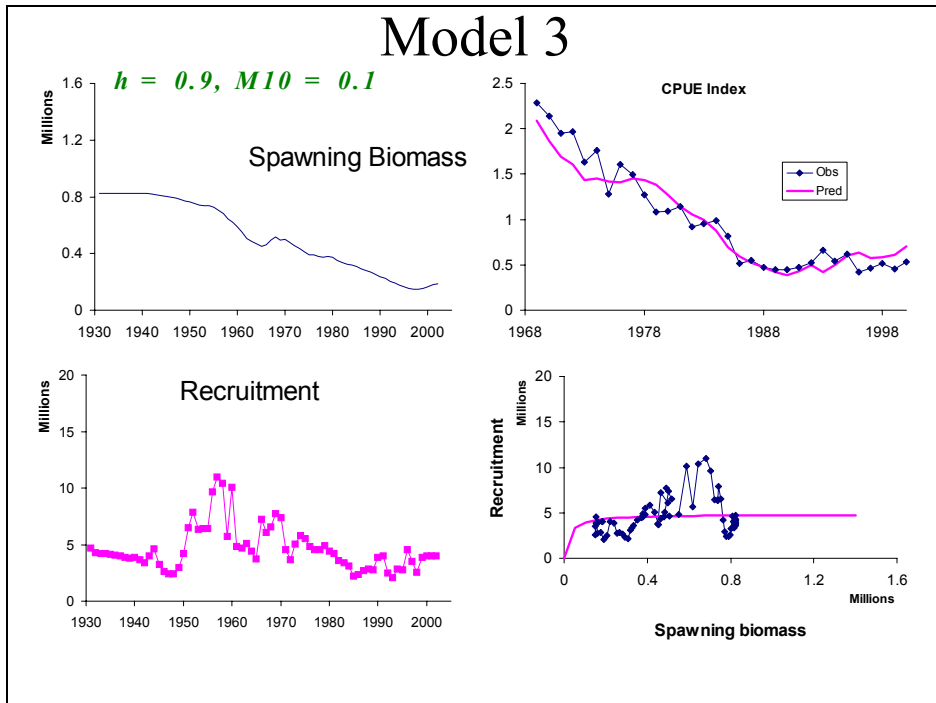 Model 3
h = 0.9, M10 = 0.1
Millions
1.6
1.2
0.8
0.4
0
Spawning Biomass
1930 1940 1950 1960 1970 1980 1990 2000
CPUE Index
2.5
2
1.5
1
0.5
0
Obs
Pred
1968 1978 1988 1998
Recruitment
Millions
20
15
10
5
0
1930 1940 1950 1960 1970 1980 1990 2000
Recruitment
Millions
20
15
10
5
0
0 0.4 0.8 1.2 1.6
Millions
Spawning biomass